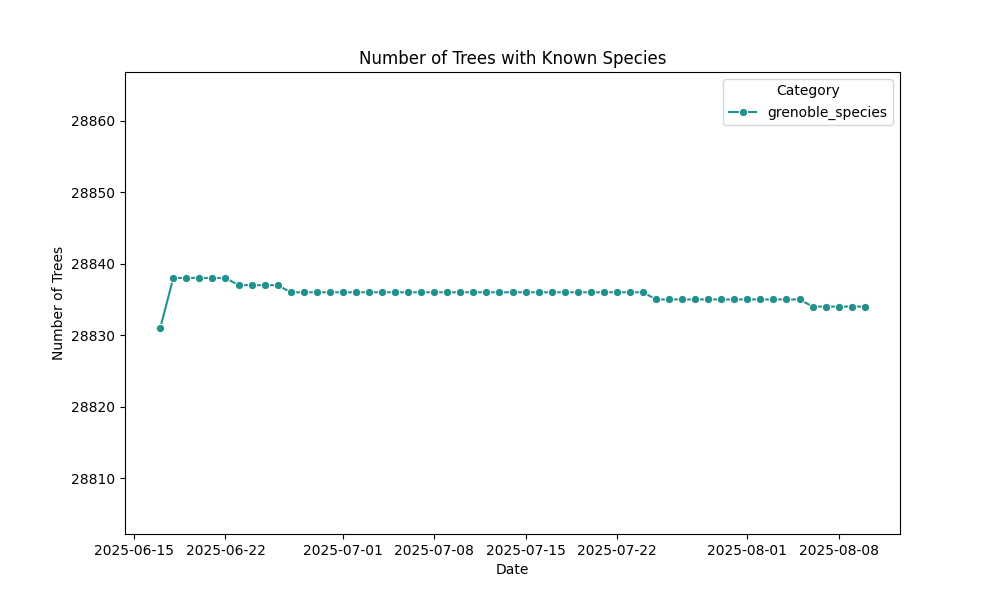 Number of Trees with Known Species
Category
grenoble_species
Number of Trees
28860
28850
28840
28830
28820
28810
2025-06-15 2025-06-22 2025-07-01 2025-07-08 2025-07-15 2025-07-22 2025-08-01 2025-08-08
Date